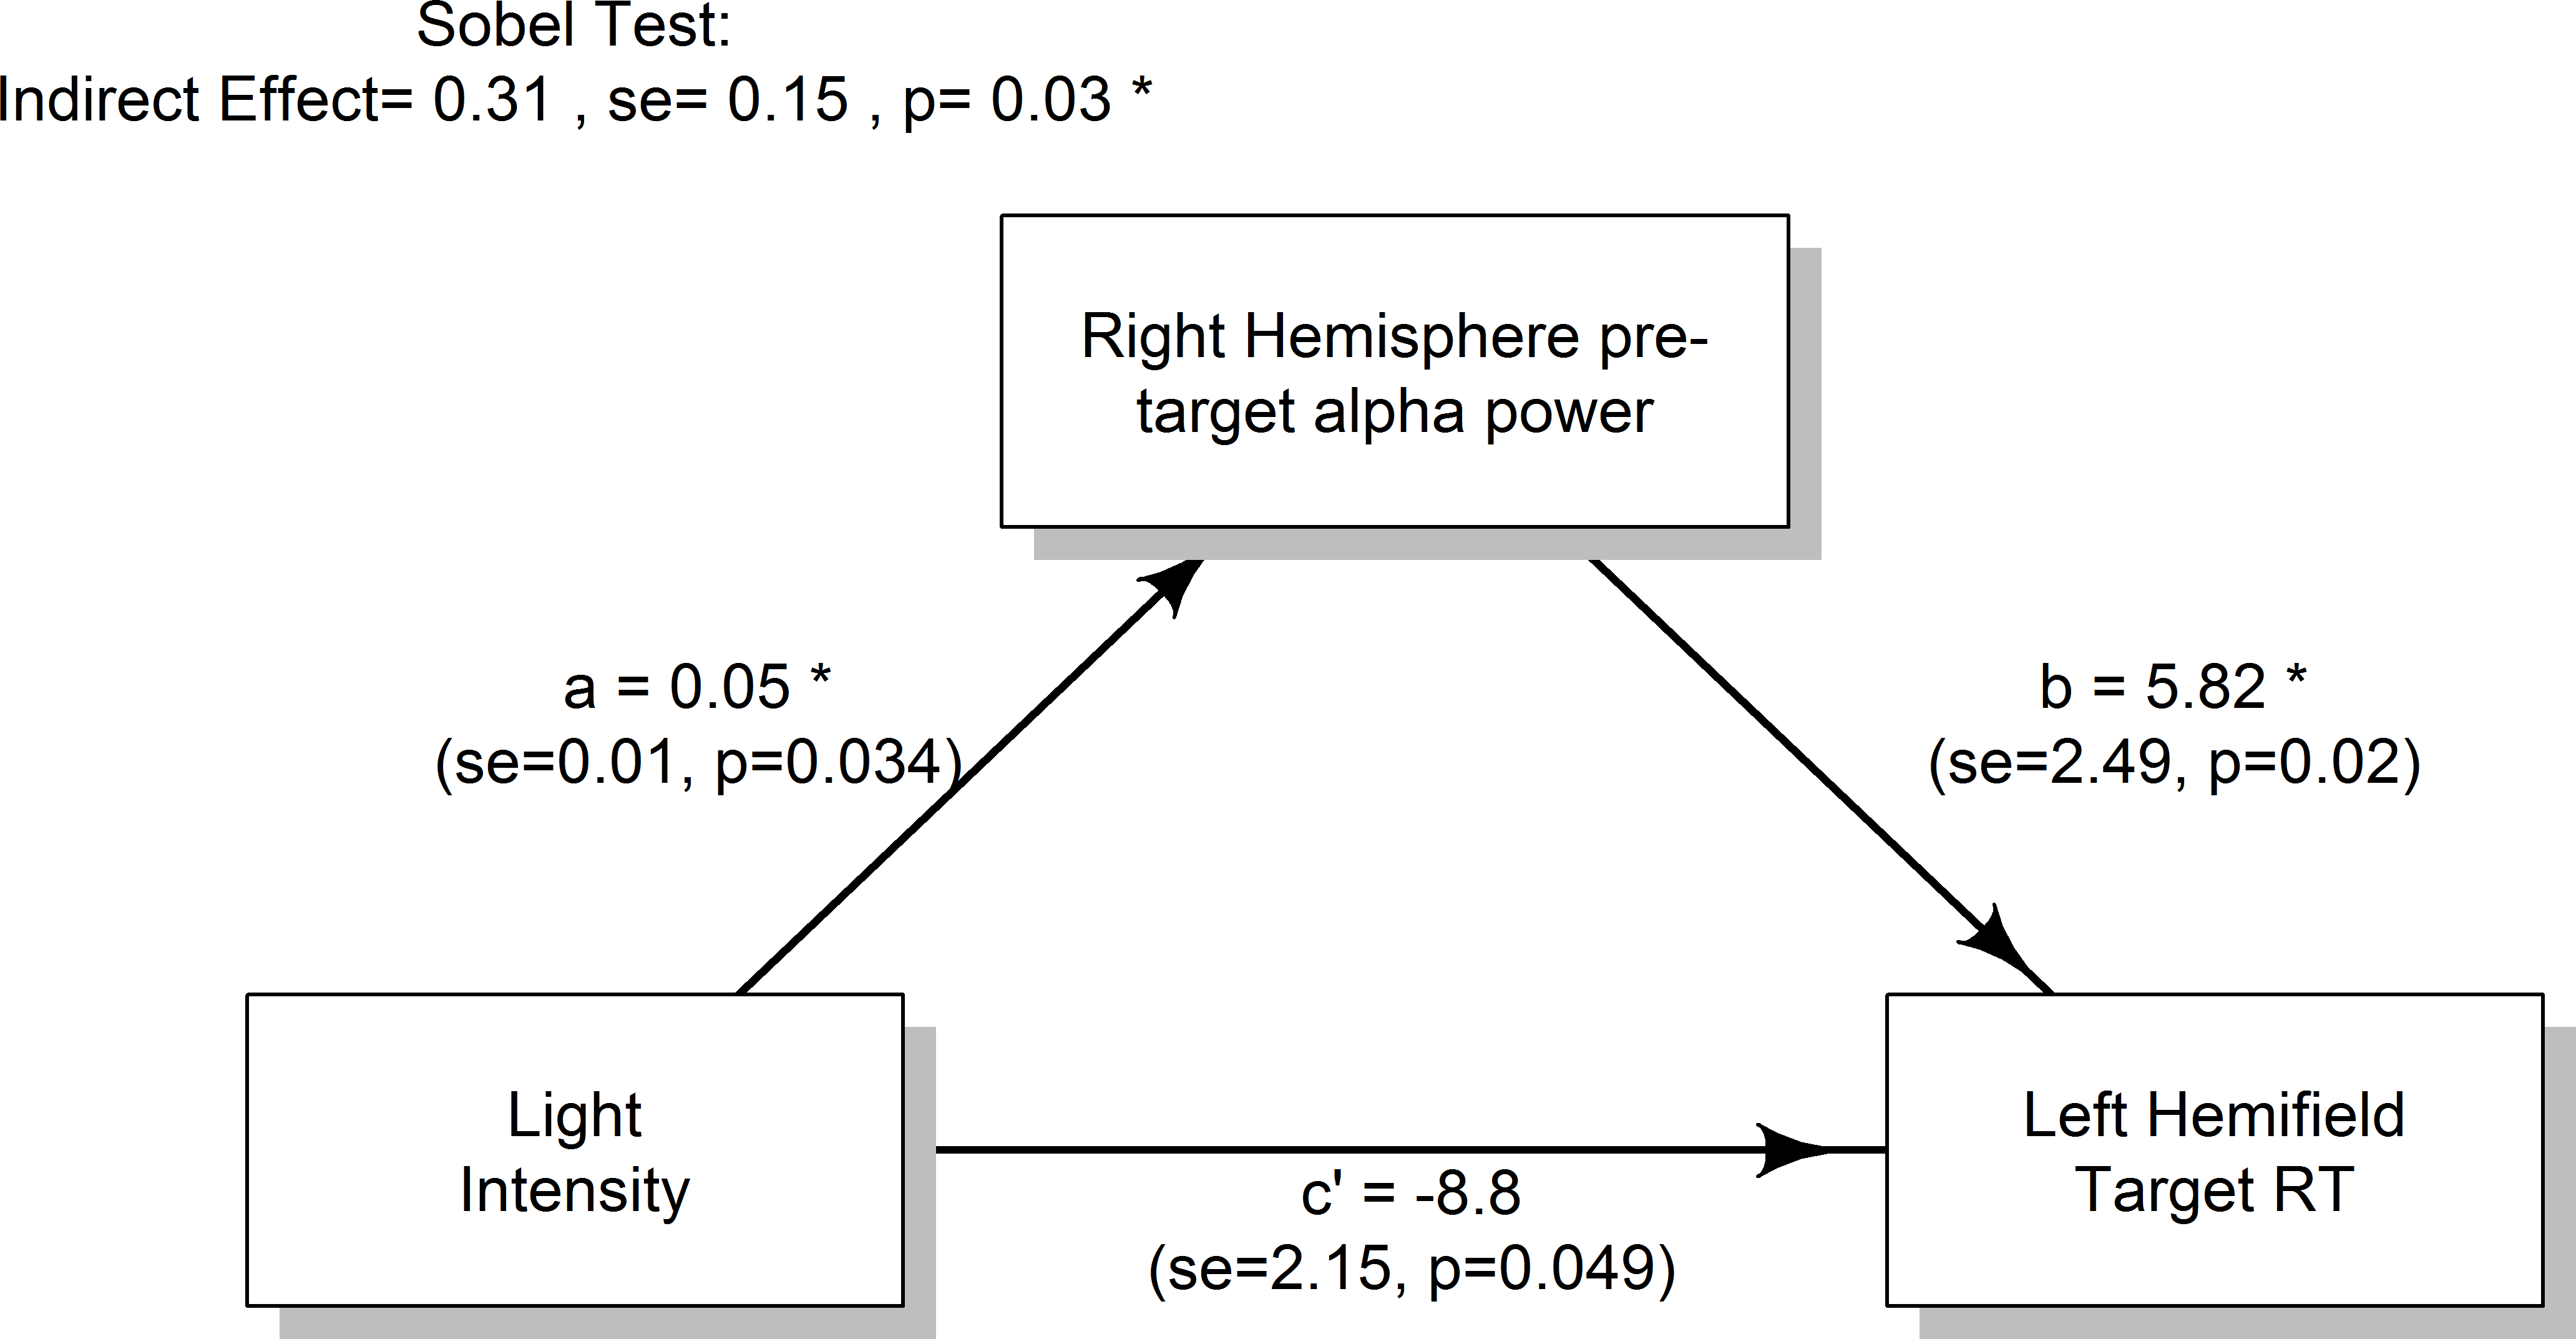 Sobel Test:
Indirect Effect= 0.31 , se= 0.15 , p= 0.03 *
Right Hemisphere pre-
target alpha power
a = 0.05 *
(se=0.01, p=0.034)
b = 5.82 *
(se=2.49, p=0.02)
Light
Intensity
c' = -8.8
(se=2.15, p=0.049)
Left Hemifield
Target RT